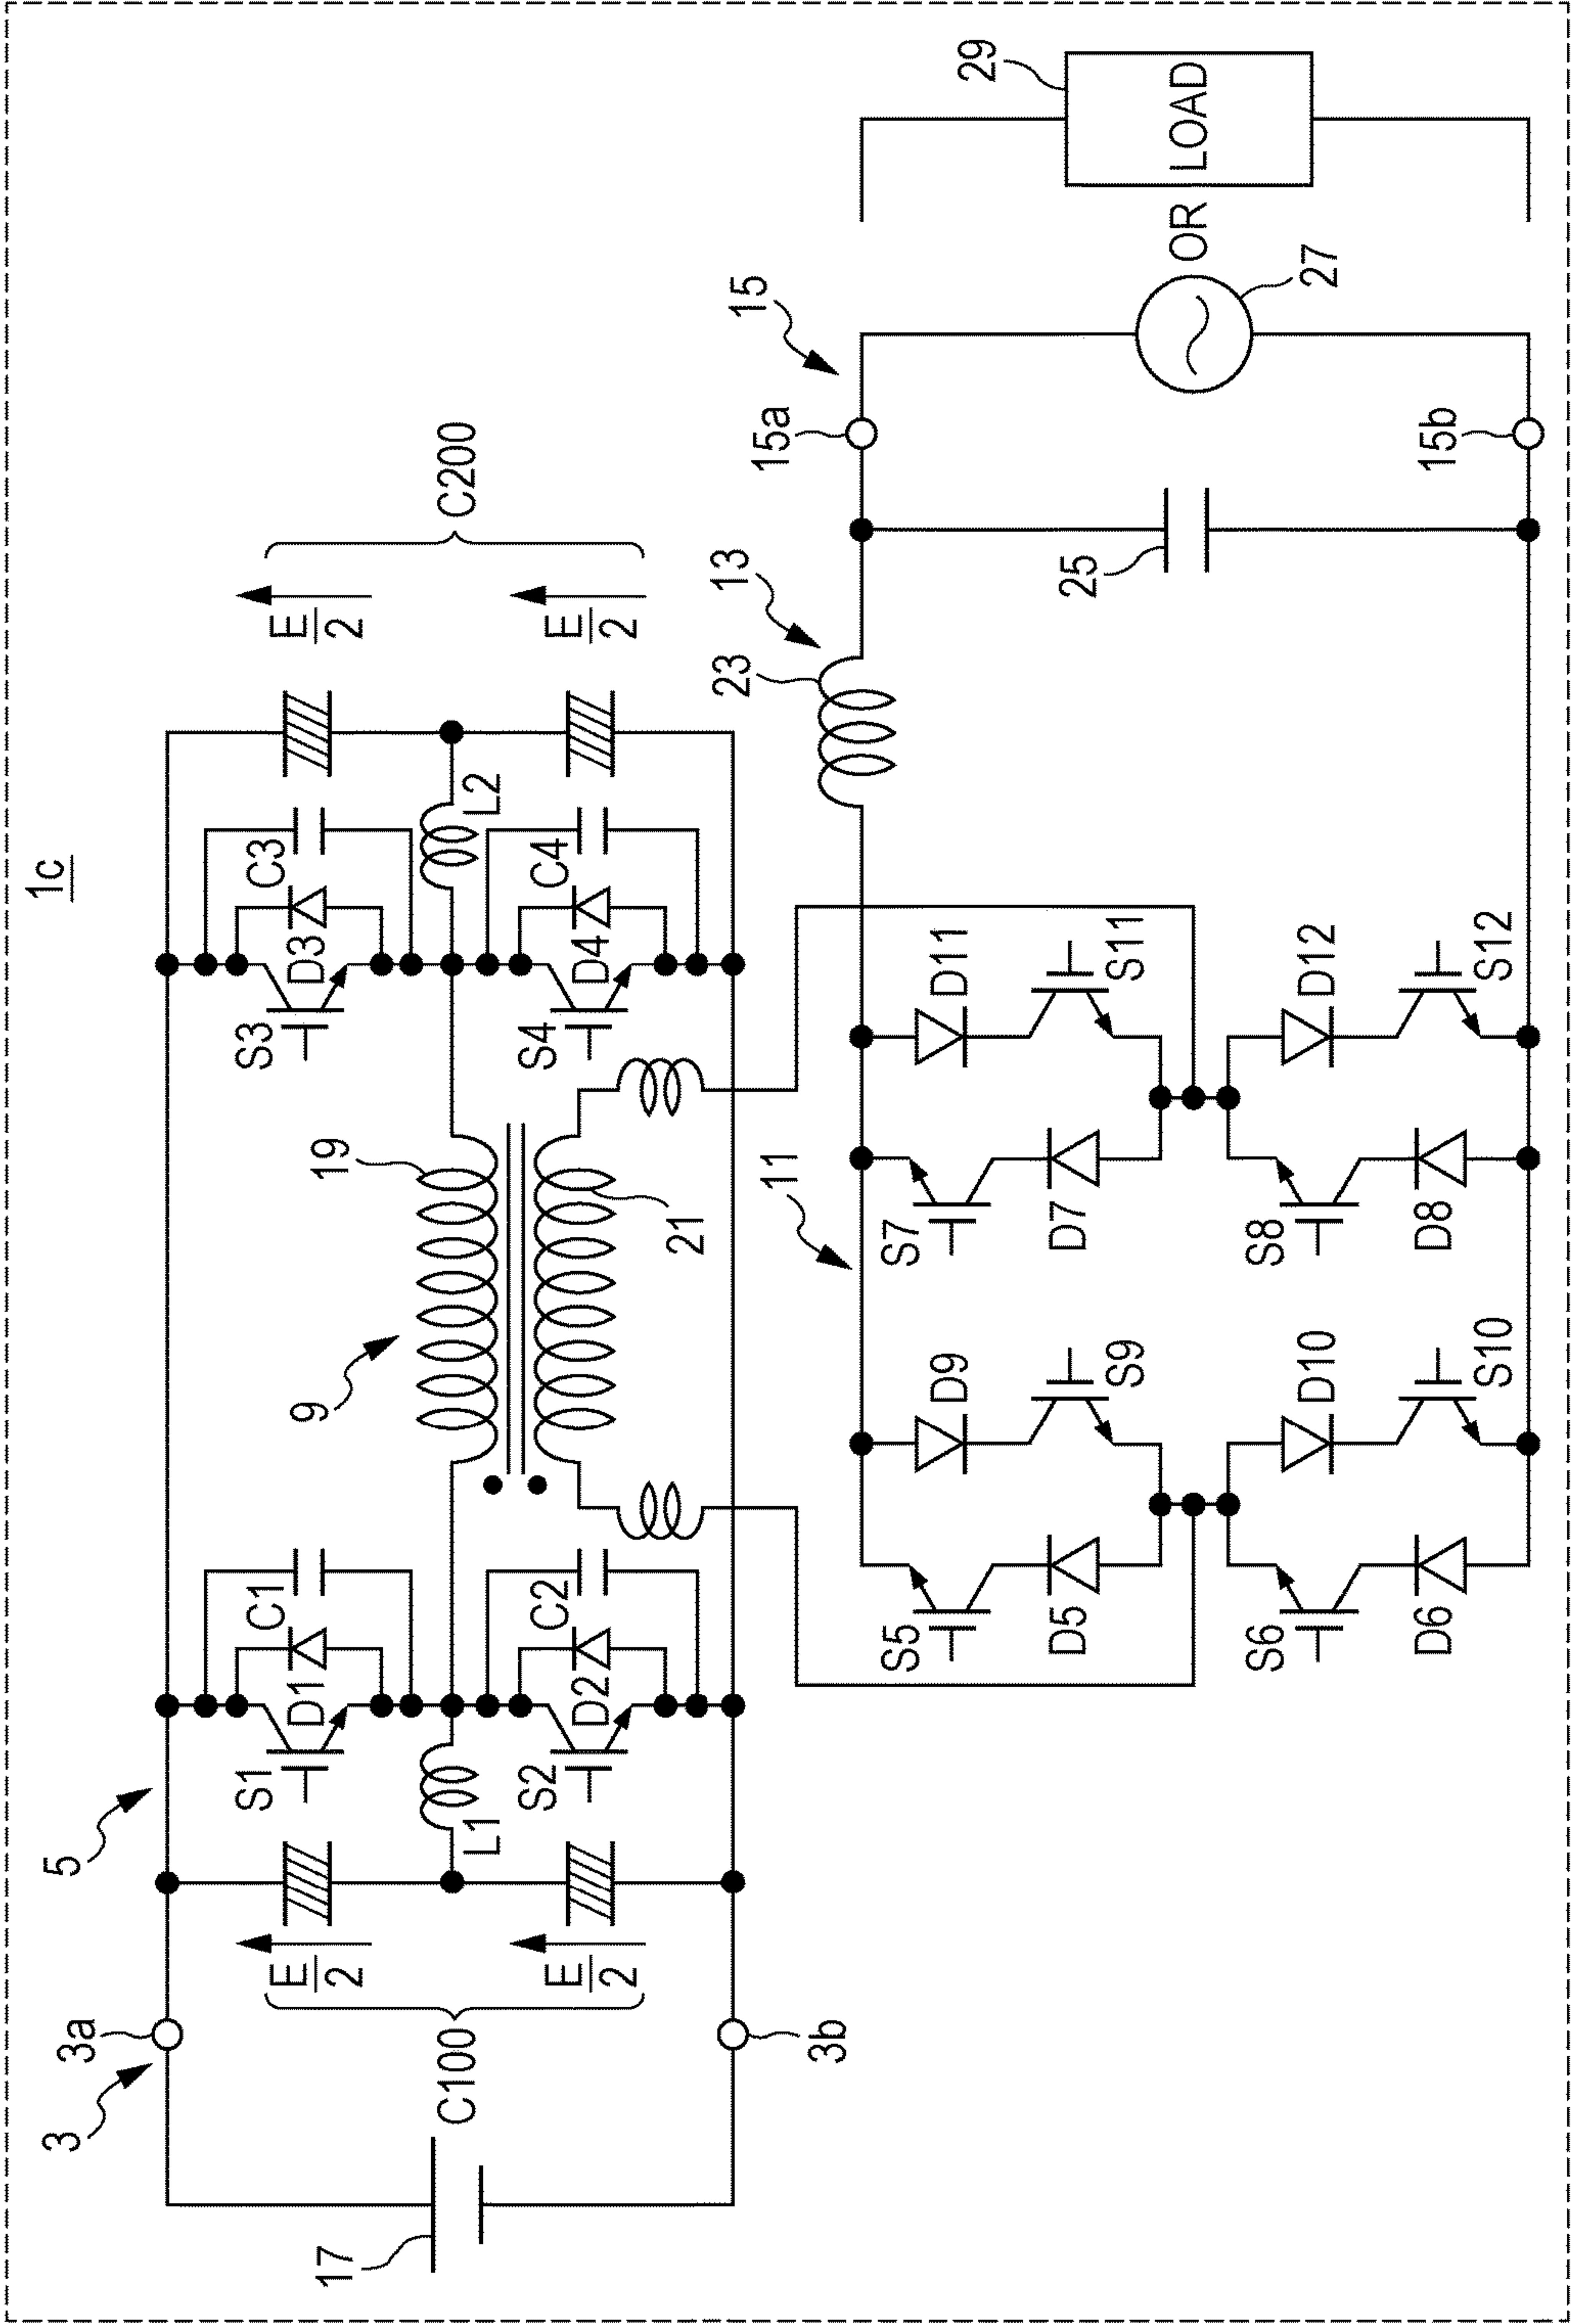 1c
3
3a
5
S1
D1
C1
S3
D3
C3
E
2
E
2
17
9
19
C100
L1
L2
C200
S2
D2
C2
S4
D4
C4
E
2
E
2
21
3b
11
23
13
15
15a
S5
D9
S7
D11
29
D5
S9
D7
S11
25
OR
LOAD
S6
D10
S8
D12
27
D6
S10
D8
S12
15b